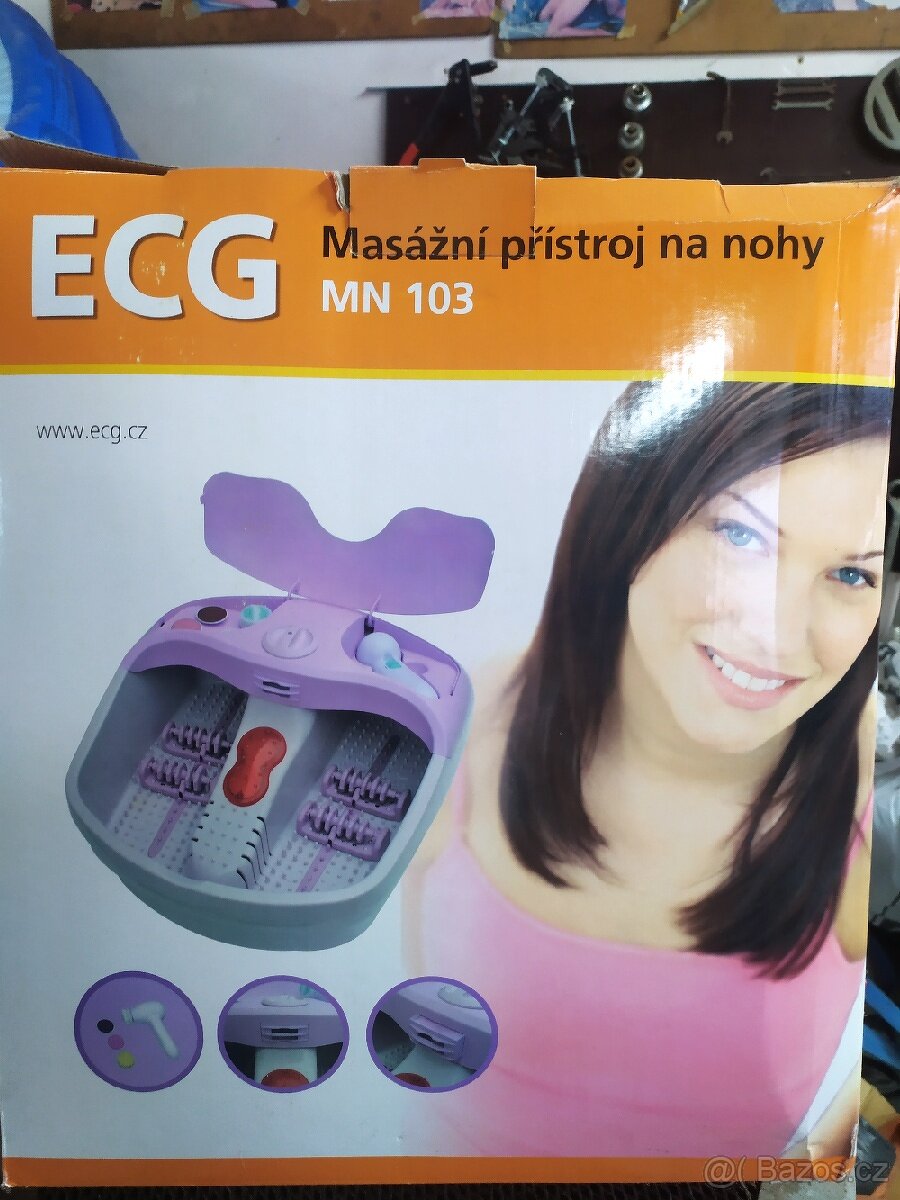 ECG
Masážní přístroj na nohy
MN 103
www.ecg.cz
@( Bazos.cz